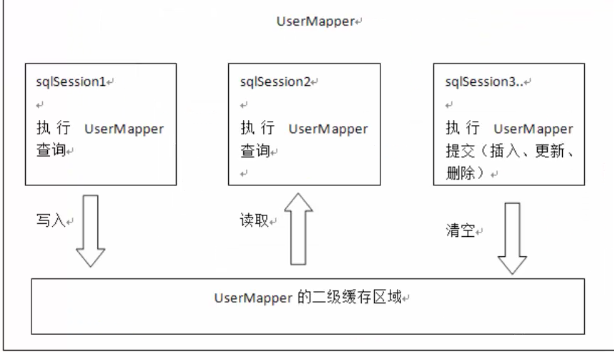 UserMapper
sqlSession1
执行 UserMapper
查询
sqlSession2
执行 UserMapper
查询
sqlSession3..
执行 UserMapper
提交（插入、更新、
删除）
写入
读取
清空
UserMapper 的二级缓存区域